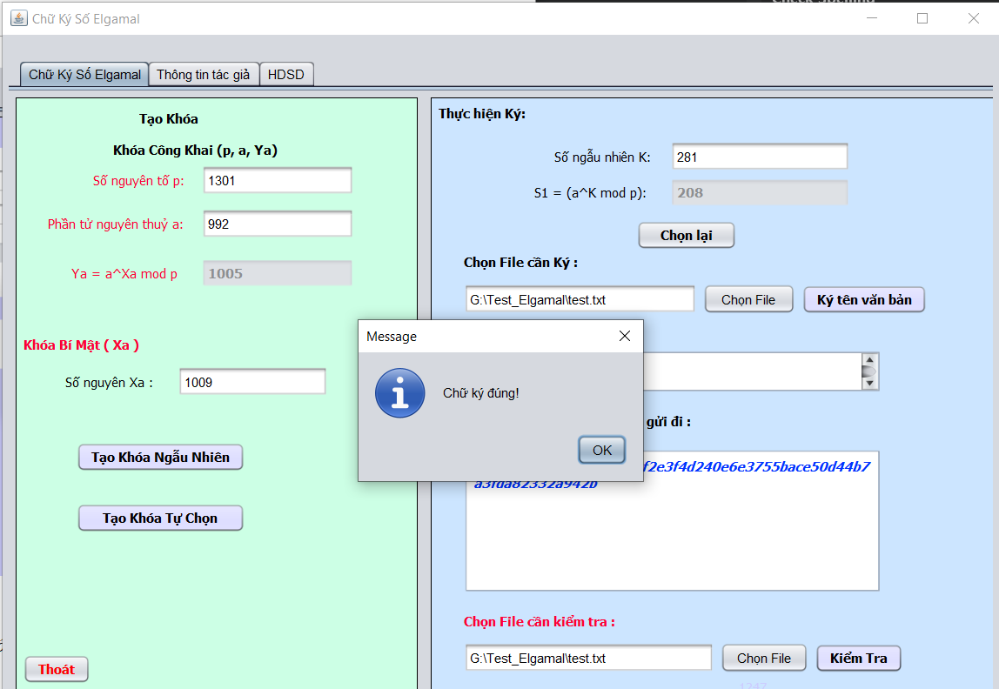 Chữ Ký Số Elgamal
Chữ Ký Số Elgamal
Thông tin tác giả
HDSD
Tạo Khóa
Khóa Công Khai (p, a, Ya)
Số nguyên tố p:
1301
Phần tử nguyên thuỷ a:
992
Ya = a^Xa mod p
1005
Khóa Bí Mật ( Xa )
Số nguyên Xa :
1009
Tạo Khóa Ngẫu Nhiên
Tạo Khóa Tự Chọn
Thoát
Thực hiện Ký:
Số ngẫu nhiên K:
281
S1 = (a^K mod p):
208
Chọn lại
Chọn File cần Ký :
G:\Test_Elgamal\test.txt
Chọn File
Ký tên văn bản
Message
Chữ ký đúng!
OK
gửi đi :
f2e3f4d240e6e3755bace50d44b7
a3fda82332a942b
Chọn File cần kiểm tra :
G:\Test_Elgamal\test.txt
Chọn File
Kiểm Tra